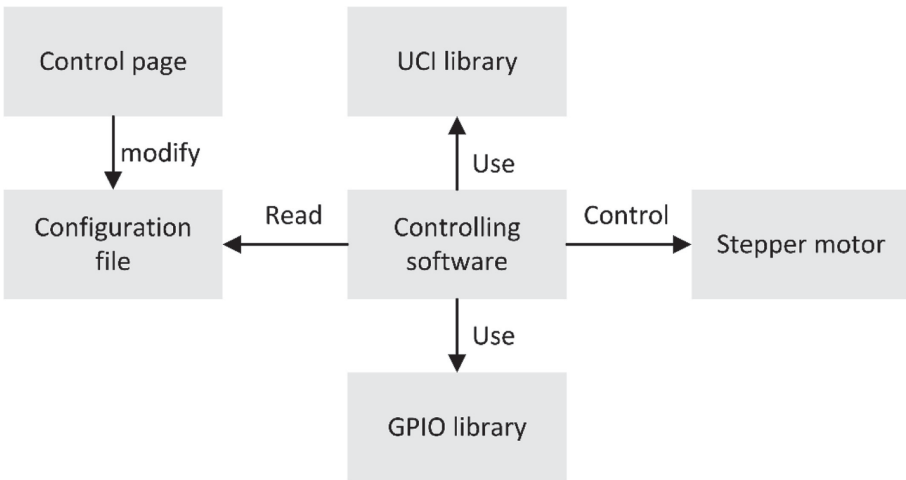 Control page
UCI library
modify
Use
Configuration
file
Read
Controlling
software
Control
Stepper motor
Use
GPIO library